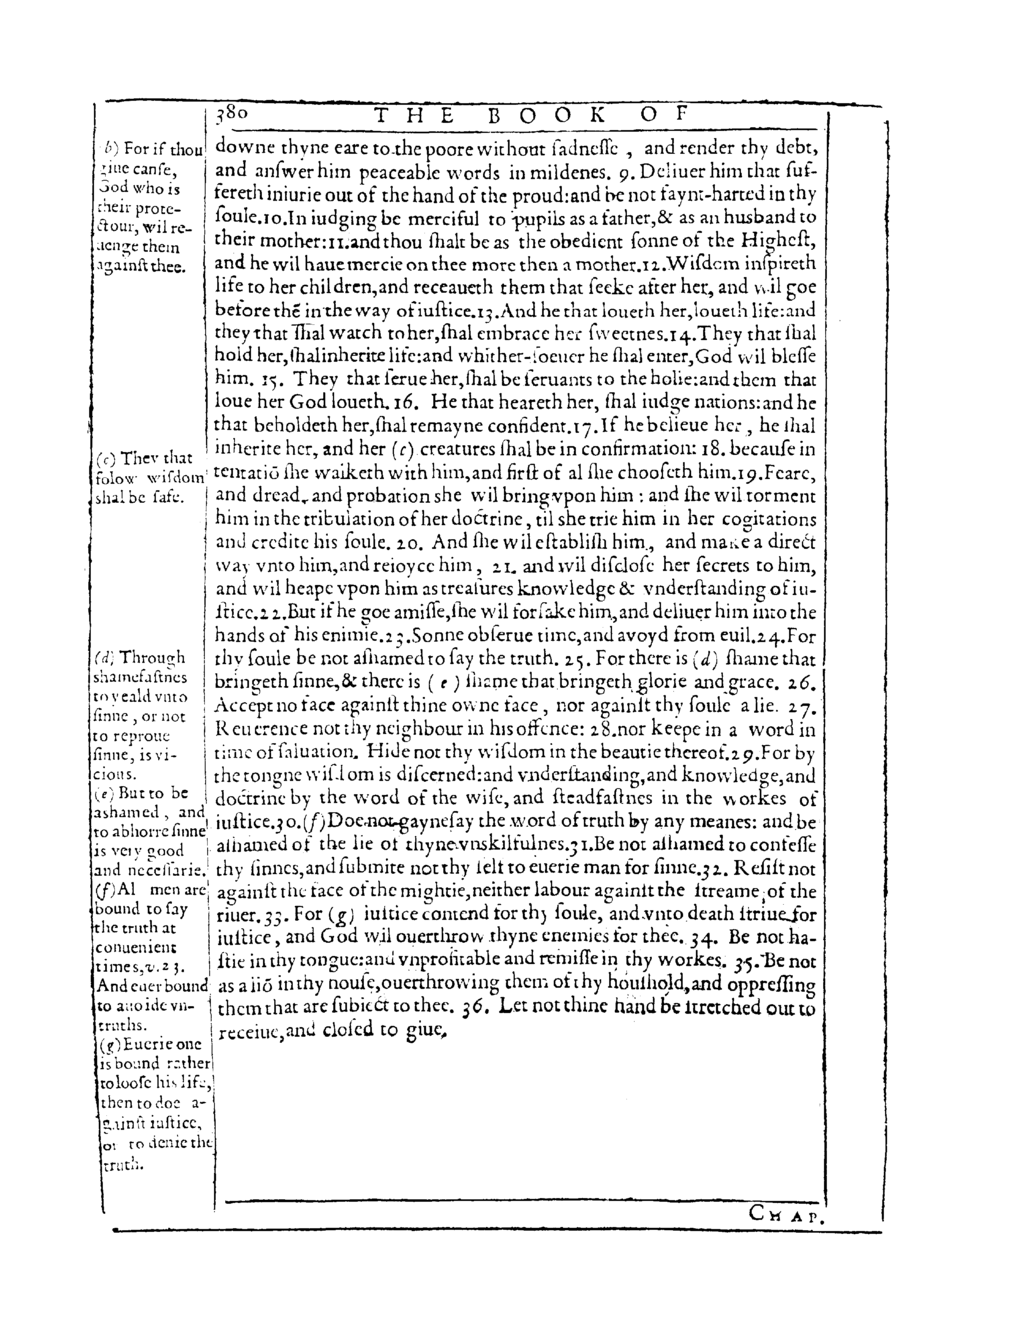 380 THE BOOK OF
downe thyne eare to the poore without ſadneſſe , and render thy debt,
and anſwer him peaceable words in mildenes. 9. Deliuer him that ſuf-
fereth iniurie out of the hand of the proud:and be not faynt-harted in thy
ſoule.10.In iudging be merciful to pupils as a father,& as an husband to
their mother:11.and thou ſhalt be as the obedient ſonne of the Higheſt,
and he wil haue mercie on thee more then a mother.12.Wiſdom inſpireth
life to her children,and receaueth them that ſeeke after her, and wil goe
before thē in the way of iuſtice.13.And he that loueth her,loueth life:and
they that ſhal watch to her,ſhal embrace her ſweetnes.14.They that ſhal
hold her,ſhal inherite life:and whither-ſoeuer he ſhal enter,God wil bleſſe
him. 15. They that ſerue her,ſhal be ſeruants to the holie:and them that
loue her God loueth. 16. He that heareth her, ſhal iudge nations:and he
that beholdeth her,ſhal remayne confident.17.If he belieue her , he ſhal
inherite her, and her (c) creatures ſhal be in confirmation: 18. becauſe in
tentatiō ſhe walketh with him,and firſt of al ſhe chooſeth him.19.Feare,
and dread, and probation she wil bring vpon him : and ſhe wil torment
him in the tribulation of her doctrine, til she trie him in her cogitations
and credite his ſoule. 20. And ſhe wil eſtabliſh him , and make a direct
way vnto him,and reioyce him , 21. and wil diſcloſe her ſecrets to him,
and wil heape vpon him as treaſures knowledge & vnderſtanding of iu-
ſtice.22.But if he goe amiſſe,ſhe wil forſake him,and deliuer him into the
hands of his enimie.23.Sonne obſerue time,and avoyd from euil.24.For
thy ſoule be not aſhamed to ſay the truth. 25. For there is (d) ſhame that
bringeth ſinne,& there is ( e ) ſhame that bringeth glorie and grace. 26.
Accept no face againſt thine owne face , nor againſt thy ſoule a lie. 27.
Reuerence not thy neighbour in his offence: 28.nor keepe in a word in
time of ſaluation. Hide not thy wiſdom in the beautie thereof.29.For by
the tongne wiſdom is diſcerned:and vnderſtanding,and knowledge,and
doctrine by the word of the wiſe, and ſteadfaſtnes in the workes of
iuſtice.30.(f) Doe not gayneſay the word of truth by any meanes: and be
aſhamed of the lie of thyne vnskilfulnes.31.Be not aſhamed to confeſſe
thy ſinnes,and ſubmite not thy ſelf to euerie man for ſinne.32. Reſiſt not
againſt the face of the mightie,neither labour againſt the ſtreame of the
riuer. 33. For (g) iuſtice contend for thy ſoule, and vnto death ſtriue for
iuſtice , and God wil ouerthrow thyne enemies for thee. 34. Be not ha-
ſtie in thy tongue:and vnprofitable and remiſſe in thy workes. 35. Be not
as a liō in thy houſe,ouerthrowing them of thy houſhold,and oppreſſing
them that are ſubiect to thee. 36. Let not thine hand be ſtretched out to
receiue,and cloſed to giue.
b) For if thou
giue cauſe,
God who is
their prote-
ctour, wil re-
uenge them
againſt thee.
(c) They that
folow wiſdom
shal be ſafe.
(d) Through
shamefaſtnes
to yeald vnto
ſinne , or not
to reproue
ſinne, is vi-
cious.
(e) But to be
ashamed , and
to abhorre ſinne
is very good
and neceſſarie.
(f) Al men are
bound to ſay
the truth at
conuenient
times,v.23.
And euer bound
to auoide vn-
truths.
(g) Euerie one
is bound rather
to looſe his life,
then to doe a-
gainſt iuſtice,
or to denie the
truth.
CHAP.